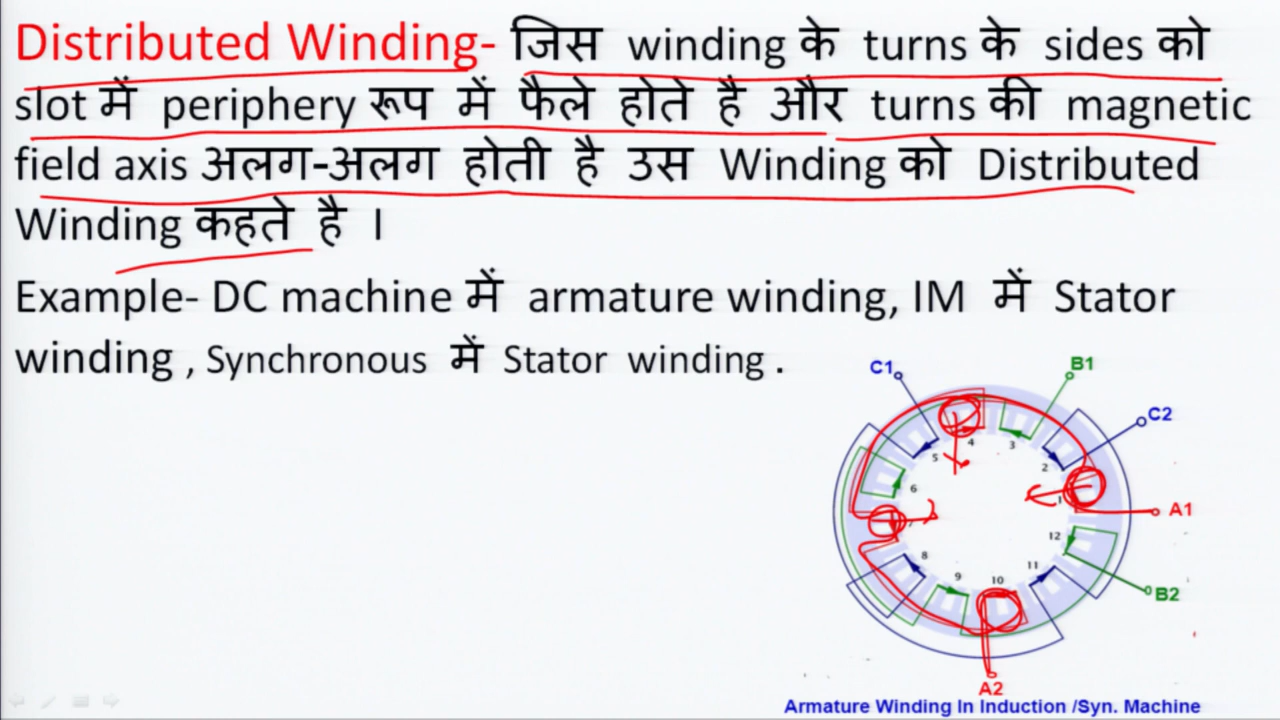 Distributed Winding- जिस winding के turns के sides को
slot में periphery रूप में फैले होते है और turns की magnetic
field axis अलग-अलग होती है उस Winding को Distributed
Winding कहते है ।
Example- DC machine में armature winding, IM में Stator
winding , Synchronous में Stator winding .
C1
B1
C2
4
3
5
2
6
1
A1
12
8
11
9
10
B2
A2
Armature Winding In Induction /Syn. Machine